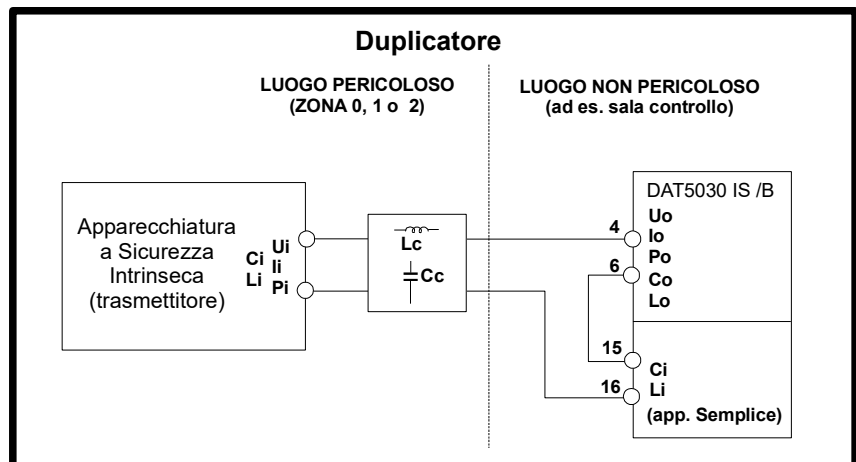 Duplicatore
LUOGO PERICOLOSO
(ZONA 0, 1 o 2)
LUOGO NON PERICOLOSO
(ad es. sala controllo)
Apparecchiatura
a Sicurezza
Intrinseca
(trasmettitore)
Ci
Li
Ui
Ii
Pi
Lc
Cc
4
6
15
16
DAT5030 IS /B
Uo
Io
Po
Co
Lo
Ci
Li
(app. Semplice)